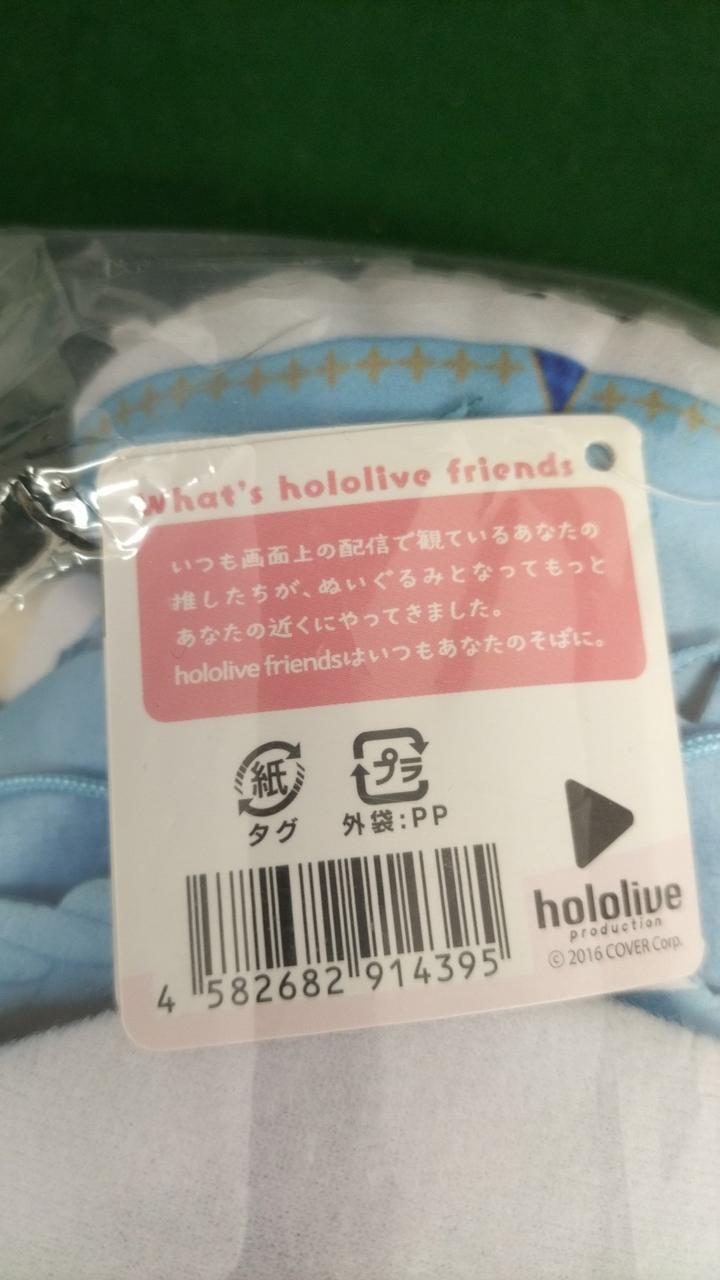 What's hololive friends
いつも画面上の配信で観ているあなたの
推したちが、ぬいぐるみとなってもっと
あなたの近くにやってきました。
hololive friendsはいつもあなたのそばに。
紙
タグ
プラ
外袋:PP
4 582682 914395
hololive
production
© 2016 COVER Corp.